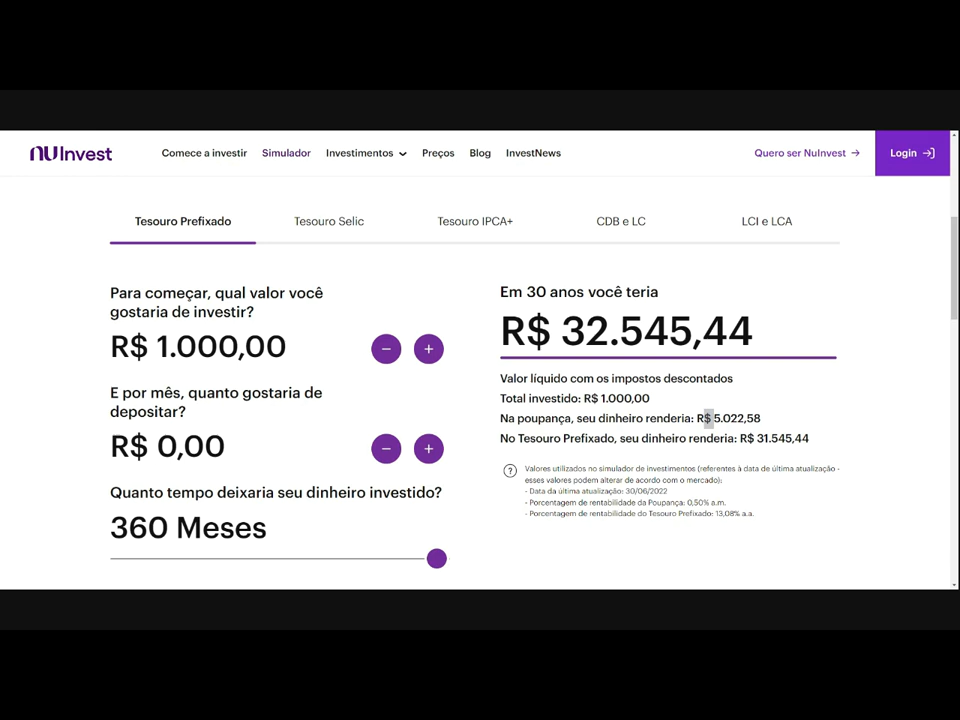 nuInvest
Comece a investir
Simulador
Investimentos
Preços
Blog
InvestNews
Quero ser NuInvest →
Login
Tesouro Prefixado
Tesouro Selic
Tesouro IPCA+
CDB e LC
LCI e LCA
Para começar, qual valor você
gostaria de investir?
R$ 1.000,00
− +
E por mês, quanto gostaria de
depositar?
R$ 0,00
− +
Quanto tempo deixaria seu dinheiro investido?
360 Meses
Em 30 anos você teria
R$ 32.545,44
Valor líquido com os impostos descontados
Total investido: R$ 1.000,00
Na poupança, seu dinheiro renderia: R$ 5.022,58
No Tesouro Prefixado, seu dinheiro renderia: R$ 31.545,44
? Valores utilizados no simulador de investimentos (referentes à data de última atualização -
esses valores podem alterar de acordo com o mercado):
- Data da última atualização: 30/06/2022
- Porcentagem de rentabilidade da Poupança: 0,50% a.m.
- Porcentagem de rentabilidade do Tesouro Prefixado: 13,08% a.a.